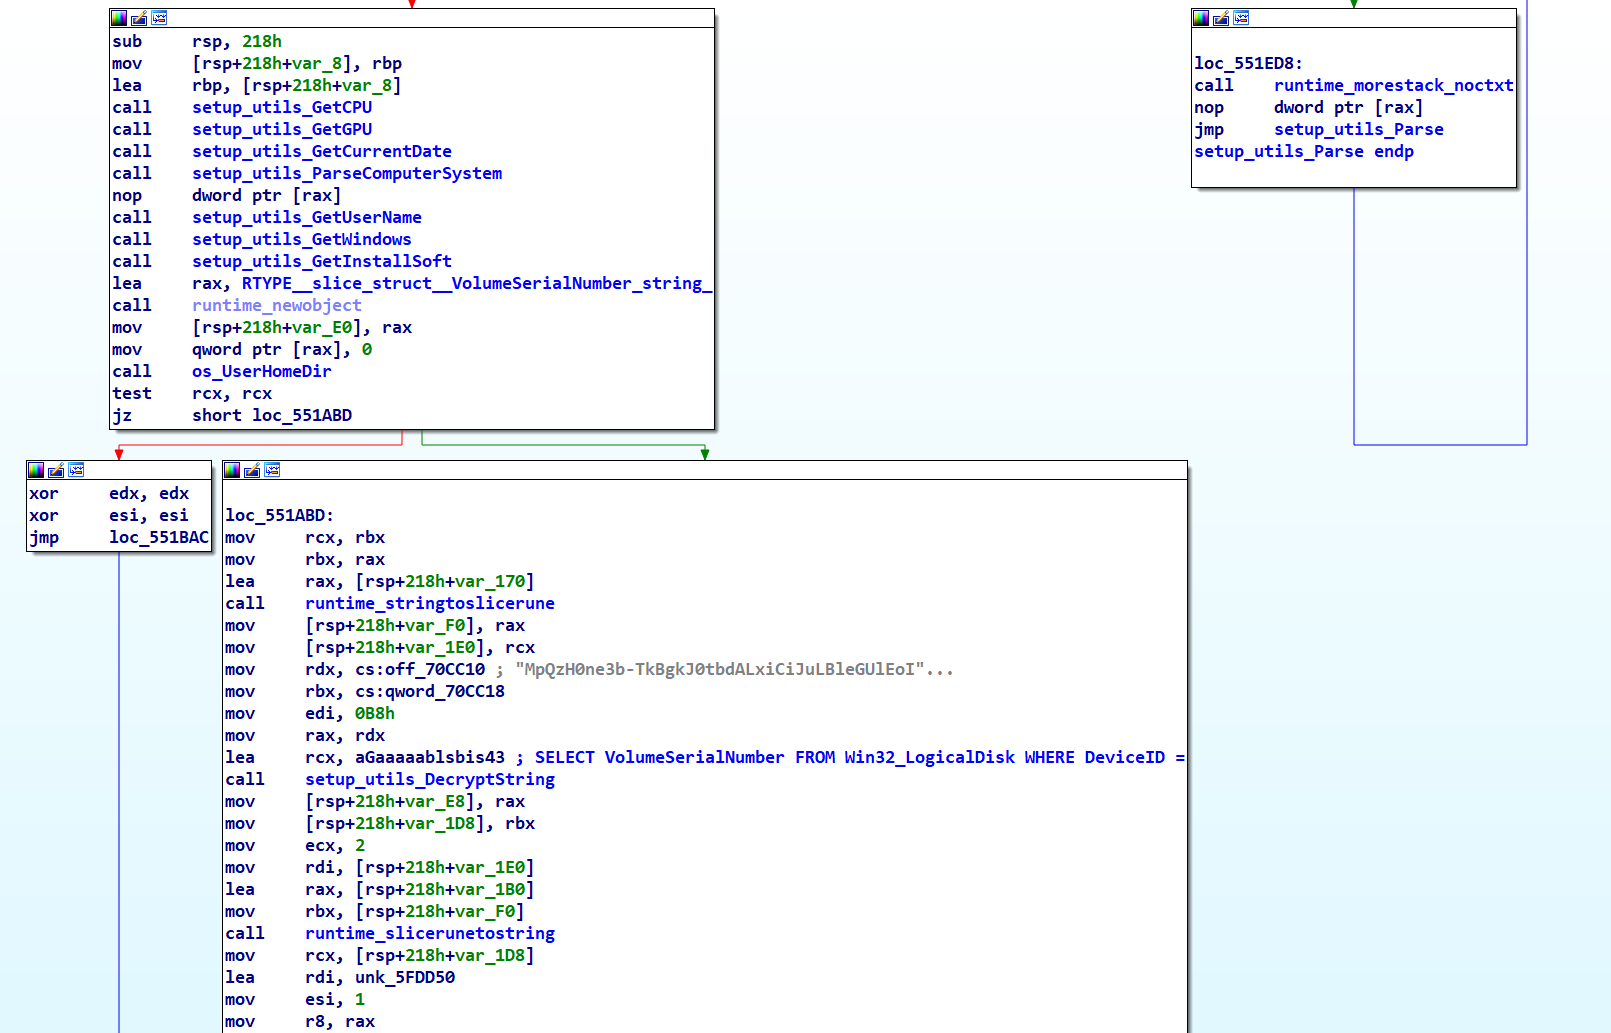 sub rsp, 218h
mov [rsp+218h+var_8], rbp
lea rbp, [rsp+218h+var_8]
call setup_utils_GetCPU
call setup_utils_GetGPU
call setup_utils_GetCurrentDate
call setup_utils_ParseComputerSystem
nop dword ptr [rax]
call setup_utils_GetUserName
call setup_utils_GetWindows
call setup_utils_GetInstallSoft
lea rax, RTYPE__slice_struct__VolumeSerialNumber_string_
call runtime_newobject
mov [rsp+218h+var_E0], rax
mov qword ptr [rax], 0
call os_UserHomeDir
test rcx, rcx
jz short loc_551ABD
loc_551ED8:
call runtime_morestack_noctxt
nop dword ptr [rax]
jmp setup_utils_Parse
setup_utils_Parse endp
xor edx, edx
xor esi, esi
jmp loc_551BAC
loc_551ABD:
mov rcx, rbx
mov rbx, rax
lea rax, [rsp+218h+var_170]
call runtime_stringtoslicerune
mov [rsp+218h+var_F0], rax
mov [rsp+218h+var_1E0], rcx
mov rdx, cs:off_70CC10 ; "MpQzH0ne3b-TkBgkJ0tbdALxiCiJuLBleGUlEoI"...
mov rbx, cs:qword_70CC18
mov edi, 0B8h
mov rax, rdx
lea rcx, aGaaaaablsbis43 ; SELECT VolumeSerialNumber FROM Win32_LogicalDisk WHERE DeviceID =
call setup_utils_DecryptString
mov [rsp+218h+var_E8], rax
mov [rsp+218h+var_1D8], rbx
mov ecx, 2
mov rdi, [rsp+218h+var_1E0]
lea rax, [rsp+218h+var_1B0]
mov rbx, [rsp+218h+var_F0]
call runtime_slicerunetostring
mov rcx, [rsp+218h+var_1D8]
lea rdi, unk_5FDD50
mov esi, 1
mov r8, rax